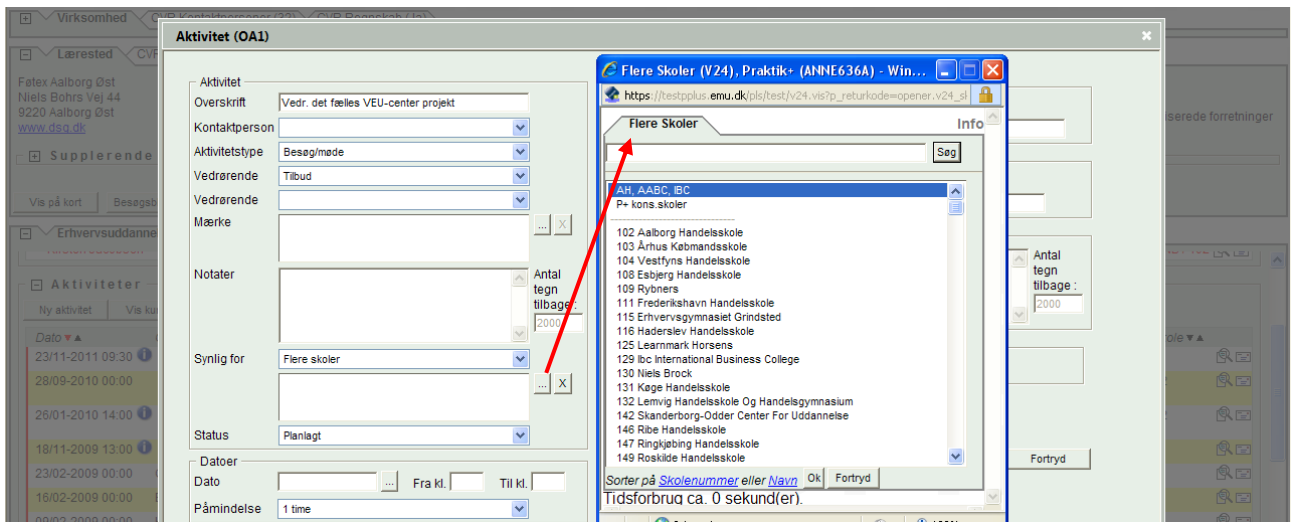 Virksomhed CVR Kontaktpersoner (32) CVR Regnskab (Ja)
Aktivitet (OA1)
Lærested
Føtex Aalborg Øst
Niels Bohrs Vej 44
9220 Aalborg Øst
www.dsg.dk
Supplerende
Vis på kort
Erhvervsuddanne
Aktiviteter
Ny aktivitet
Dato
23/11-2011 09:30
28/09-2010 00:00
26/01-2010 14:00
18/11-2009 13:00
23/02-2009 00:00
16/02-2009 00:00
Aktivitet
Overskrift Vedr. det fælles VEU-center projekt
Kontaktperson
Aktivitetstype Besøg/møde
Vedrørende Tilbud
Vedrørende
Mærke ... X
Notater
Antal
tegn
tilbage :
2000
Synlig for Flere skoler
... X
Status Planlagt
Datoer
Dato ... Fra kl. Til kl.
Påmindelse 1 time
Flere Skoler (V24), Praktik+ (ANNE636A) - Win...
https://testpplus.emu.dk/pls/test/v24.vis?p_returkode=opener.v24_sl
Flere Skoler Info
Søg
AH, AABC, IBC
P+ kons.skoler
102 Aalborg Handelsskole
103 Århus Købmandsskole
104 Vestfyns Handelsskole
108 Esbjerg Handelsskole
109 Rybners
111 Frederikshavn Handelsskole
115 Erhvervsgymnasiet Grindsted
116 Haderslev Handelsskole
125 Learnmark Horsens
129 Ibc International Business College
130 Niels Brock
131 Køge Handelsskole
132 Lemvig Handelsskole Og Handelsgymnasium
142 Skanderborg-Odder Center For Uddannelse
146 Ribe Handelsskole
147 Ringkjøbing Handelsskole
149 Roskilde Handelsskole
Sorter på Skolenummer eller Navn Ok Fortryd
Tidsforbrug ca. 0 sekund(er).
Antal
tegn
tilbage :
2000
Fortryd
iserede forretninger